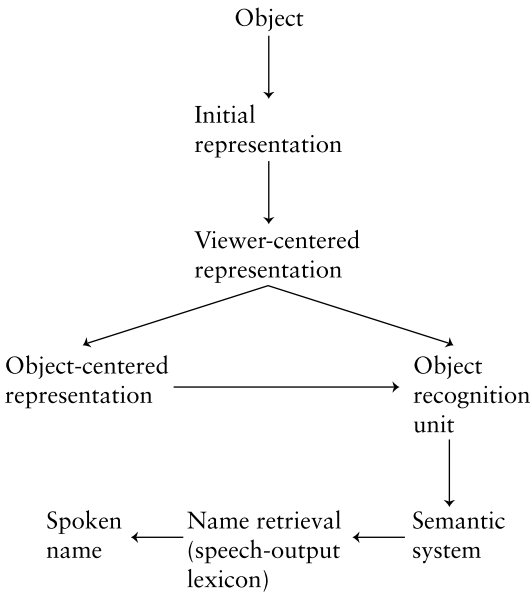 Object
Initial
representation
Viewer-centered
representation
Object-centered
representation
Object
recognition
unit
Spoken
name
Name retrieval
(speech-output
lexicon)
Semantic
system